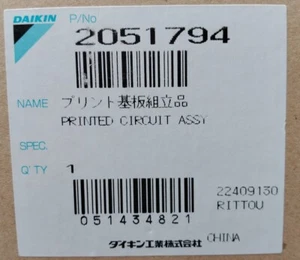 DAIKIN P/No
2051794
NAME プリント基板組立品
PRINTED CIRCUIT ASSY
SPEC.
Q'TY 1
22409130
051434821 RITTOU
ダイキン工業株式会社 CHINA